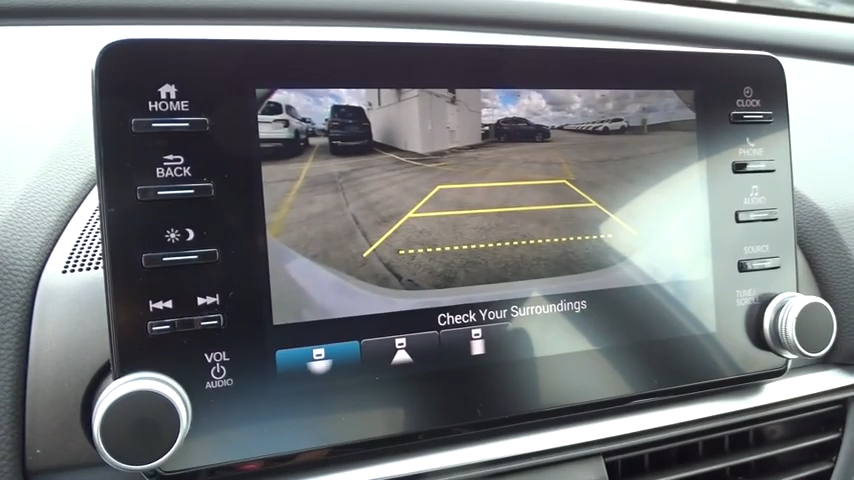 HOME
BACK
VOL
AUDIO
Check Your Surroundings
CLOCK
PHONE
AUDIO
SOURCE
TUNE/
SCROLL